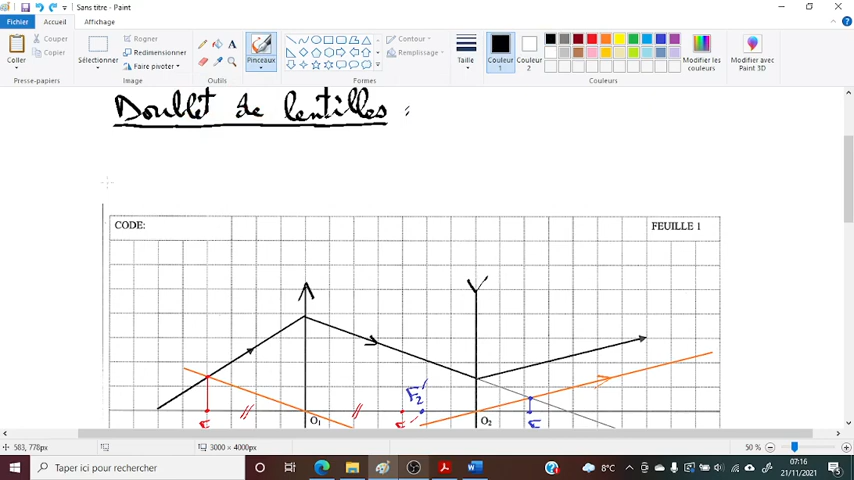 Sans titre - Paint
Fichier Accueil Affichage
Coller
Couper
Copier
Presse-papiers
Sélectionner
Rogner
Redimensionner
Faire pivoter
Image
Outils
Pinceaux
Contour
Remplissage
Formes
Taille
Couleur 1
Couleur 2
Modifier les couleurs
Couleurs
Modifier avec Paint 3D
Doublet de lentilles :
CODE: FEUILLE 1
F2'
O1 O2
583, 778px 3000 × 4000px 50 %
Taper ici pour rechercher 8°C 07:16
21/11/2021